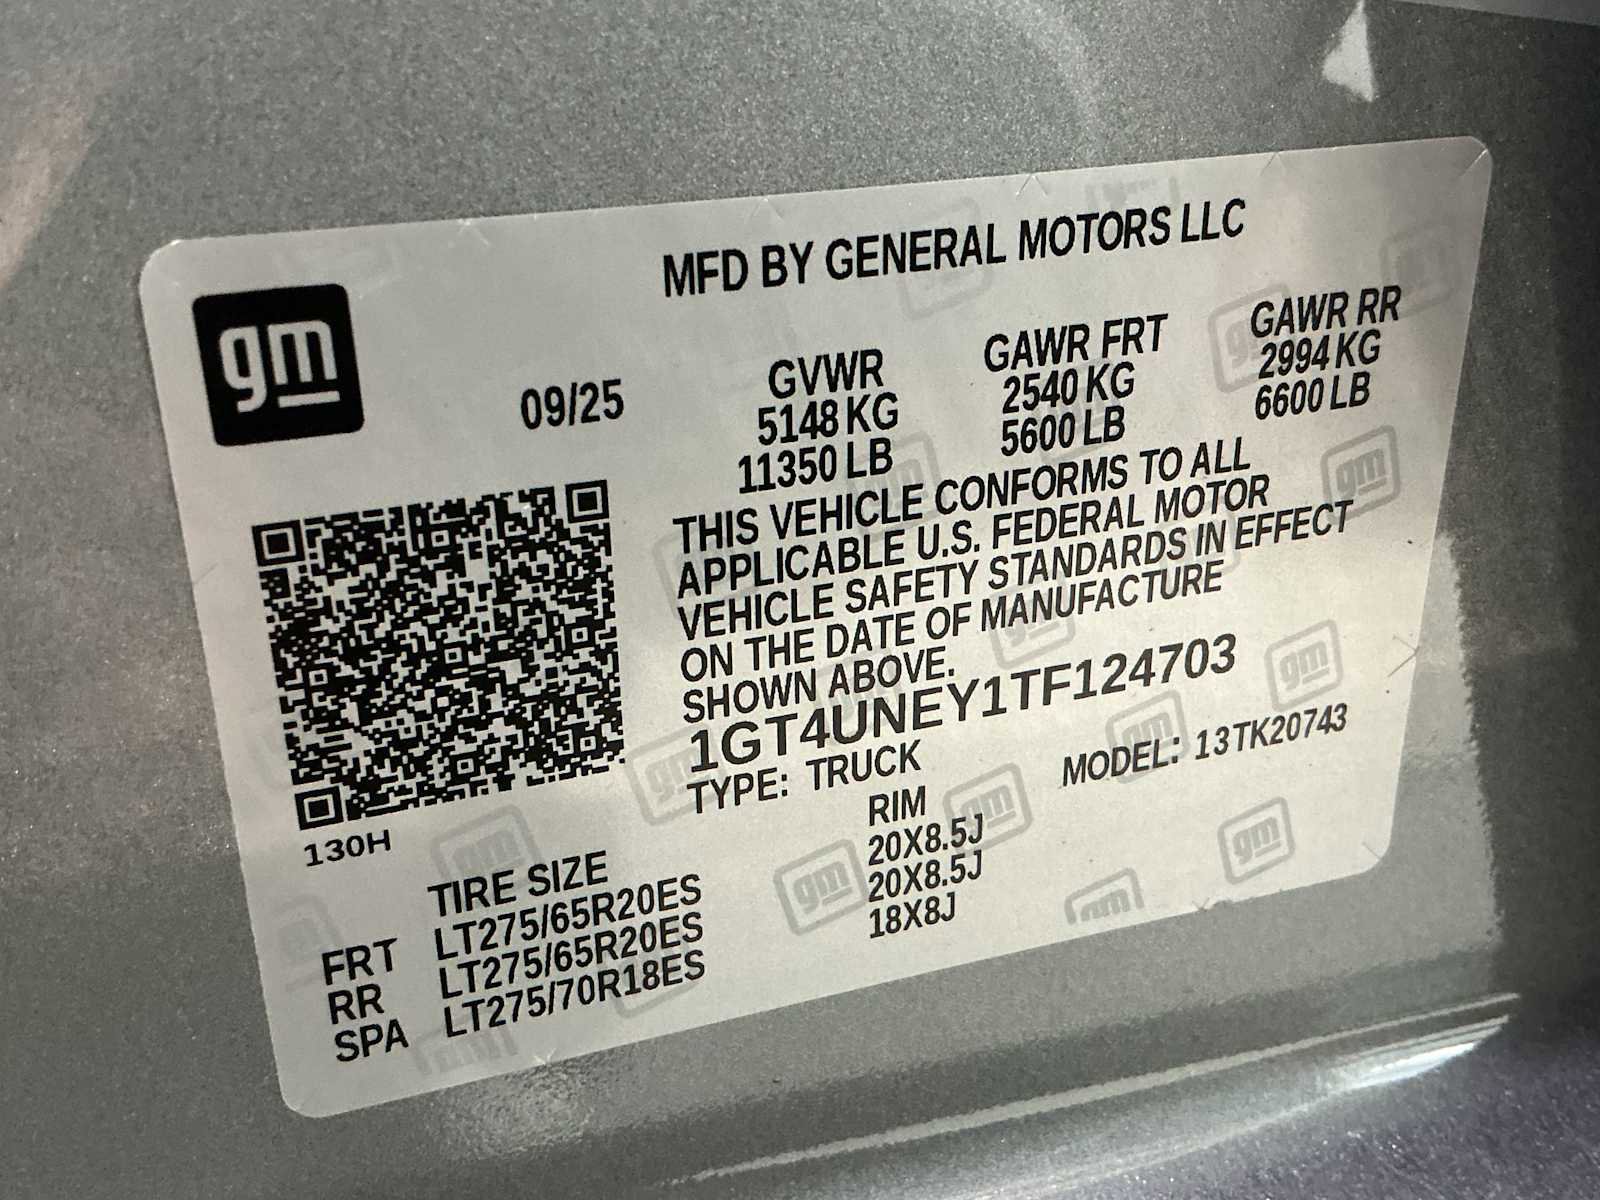 MFD BY GENERAL MOTORS LLC
gm
09/25
GVWR GAWR FRT GAWR RR
5148 KG 2540 KG 2994 KG
11350 LB 5600 LB 6600 LB
THIS VEHICLE CONFORMS TO ALL
APPLICABLE U.S. FEDERAL MOTOR
VEHICLE SAFETY STANDARDS IN EFFECT
ON THE DATE OF MANUFACTURE
SHOWN ABOVE.
1GT4UNEY1TF124703
TYPE: TRUCK MODEL: 13TK20743
130H
TIRE SIZE RIM
FRT LT275/65R20ES 20X8.5J
RR LT275/65R20ES 20X8.5J
SPA LT275/70R18ES 18X8J